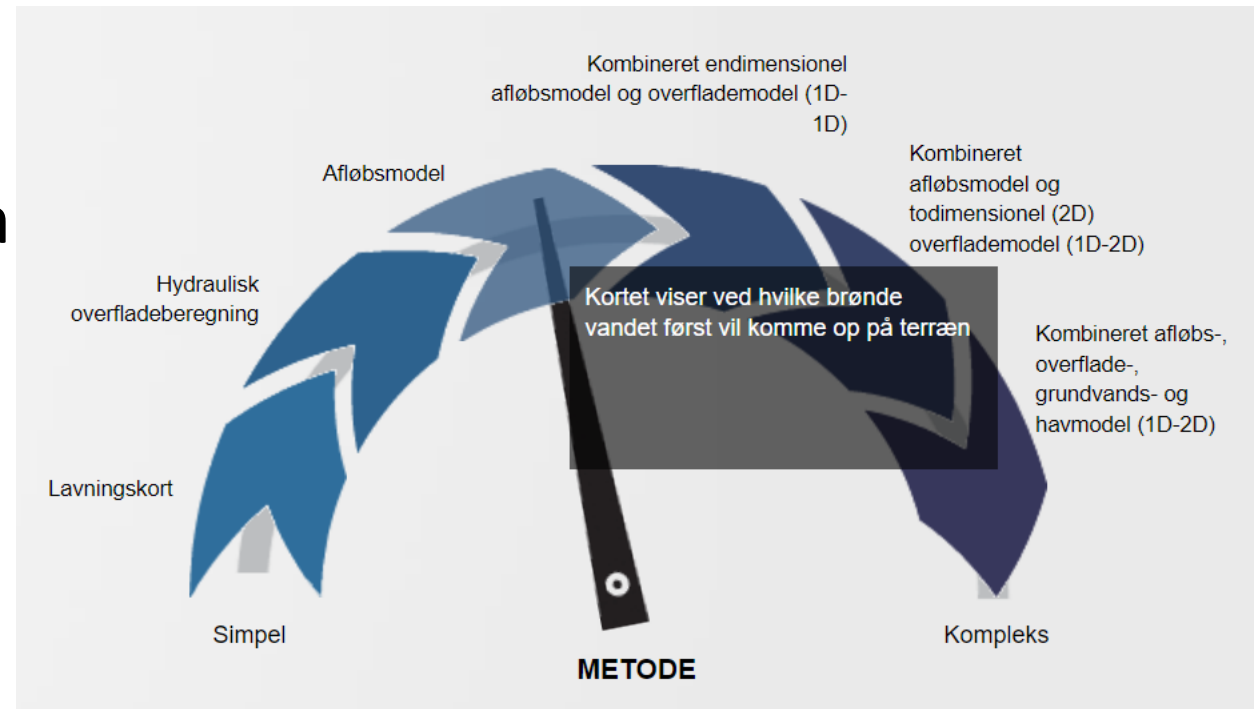 Kombineret endimensionel
afløbsmodel og overflademodel (1D-
1D)
Afløbsmodel
Kombineret
afløbsmodel og
todimensionel (2D)
overflademodel (1D-2D)
Hydraulisk
overfladeberegning
Kortet viser ved hvilke brønde
vandet først vil komme op på terræn
Kombineret afløbs-,
overflade-,
grundvands- og
havmodel (1D-2D)
Lavningskort
Simpel
Kompleks
METODE